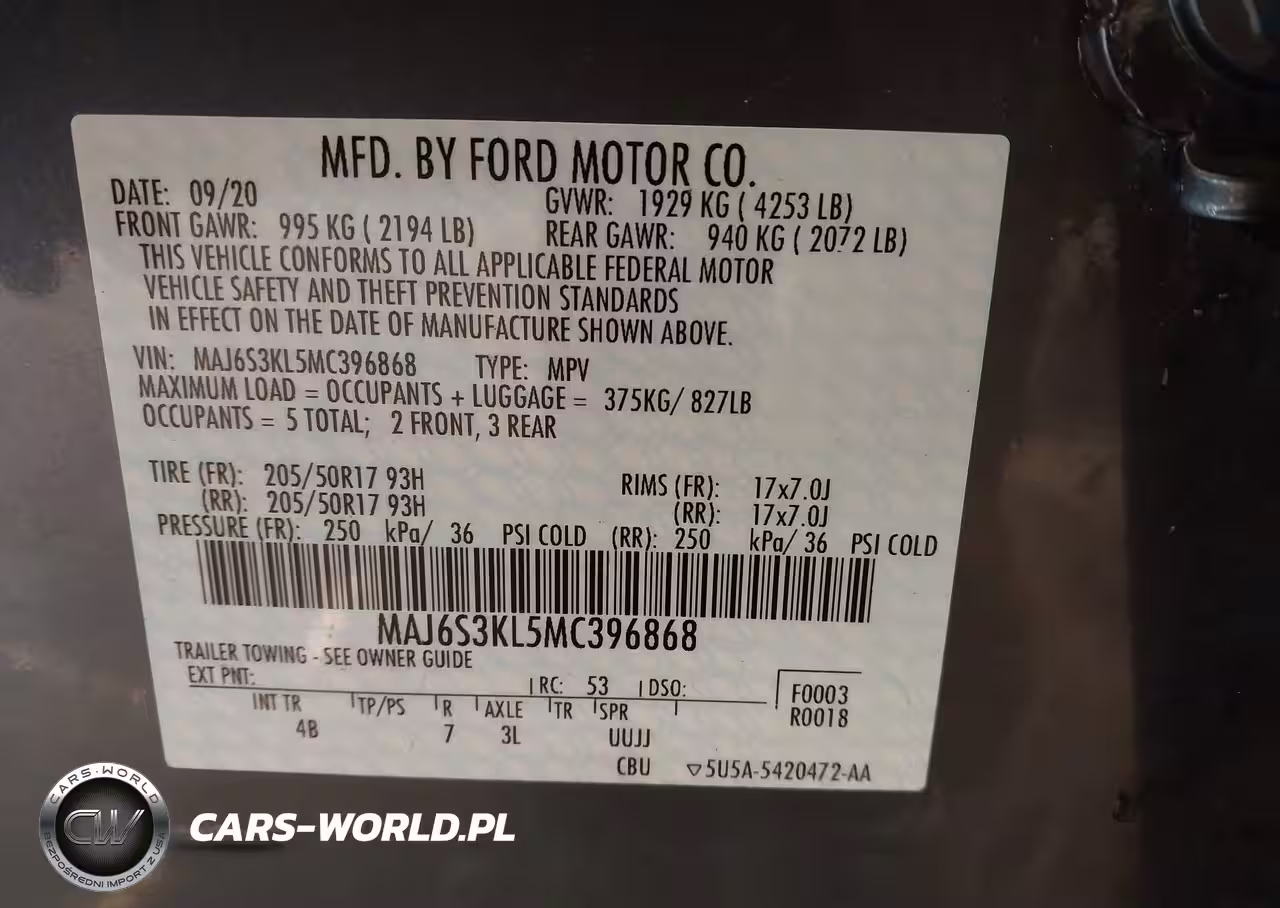 MFD. BY FORD MOTOR CO.
DATE: 09/20 GVWR: 1929 KG ( 4253 LB)
FRONT GAWR: 995 KG ( 2194 LB) REAR GAWR: 940 KG ( 2072 LB)
THIS VEHICLE CONFORMS TO ALL APPLICABLE FEDERAL MOTOR
VEHICLE SAFETY AND THEFT PREVENTION STANDARDS
IN EFFECT ON THE DATE OF MANUFACTURE SHOWN ABOVE.
VIN: MAJ6S3KL5MC396868 TYPE: MPV
MAXIMUM LOAD = OCCUPANTS + LUGGAGE = 375KG/ 827LB
OCCUPANTS = 5 TOTAL; 2 FRONT, 3 REAR
TIRE (FR): 205/50R17 93H RIMS (FR): 17x7.0J
(RR): 205/50R17 93H (RR): 17x7.0J
PRESSURE (FR): 250 kPa/ 36 PSI COLD (RR): 250 kPa/ 36 PSI COLD
MAJ6S3KL5MC396868
TRAILER TOWING - SEE OWNER GUIDE
EXT PNT: RC: 53 DSO: F0003
R0018
INT TR TP/PS R AXLE TR SPR
4B 7 3L UUJJ
CBU ▽5U5A-5420472-AA
CARS-WORLD
CW
BEZPOŚREDNI IMPORT Z USA
CARS-WORLD.PL